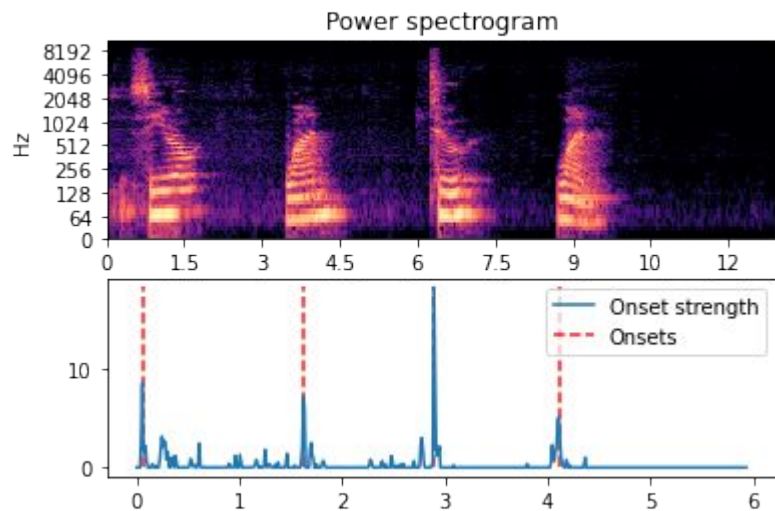 Power spectrogram
8192
4096
2048
1024
512
256
128
64
0
Hz
0 1.5 3 4.5 6 7.5 9 10 12
Onset strength
Onsets
10
0
0 1 2 3 4 5 6